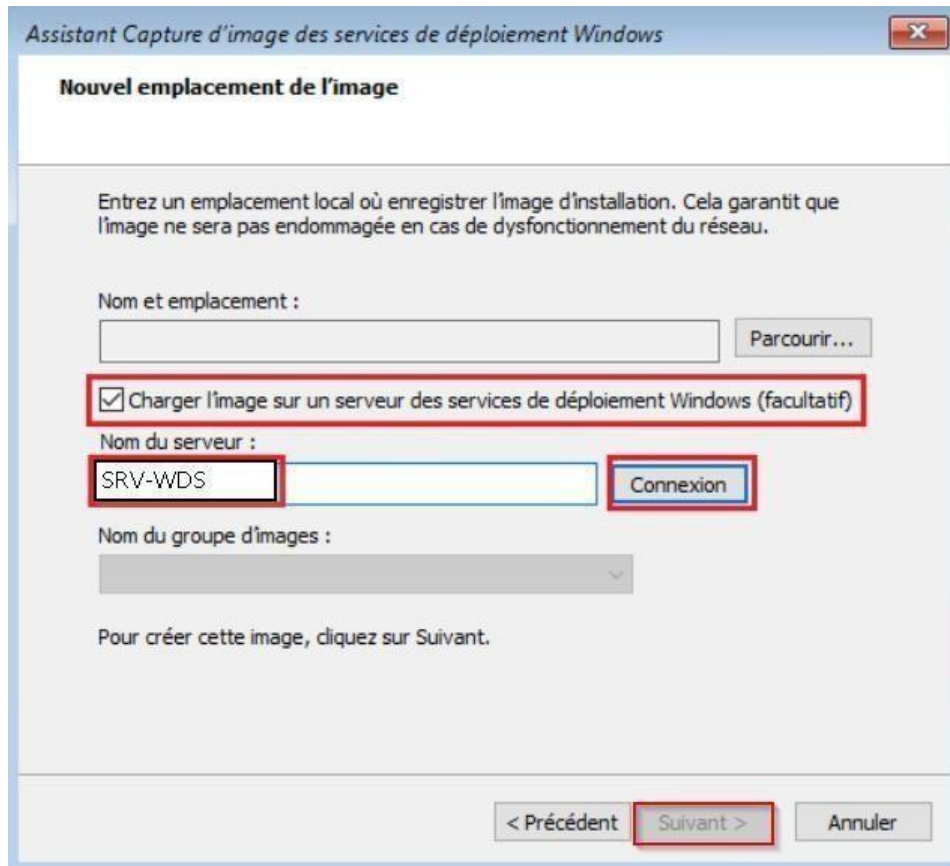 Assistant Capture d'image des services de déploiement Windows
Nouvel emplacement de l'image
Entrez un emplacement local où enregistrer l'image d'installation. Cela garantit que
l'image ne sera pas endommagée en cas de dysfonctionnement du réseau.
Nom et emplacement :
Parcourir...
Charger l'image sur un serveur des services de déploiement Windows (facultatif)
Nom du serveur :
SRV-WDS
Connexion
Nom du groupe d'images :
Pour créer cette image, cliquez sur Suivant.
< Précédent
Suivant >
Annuler